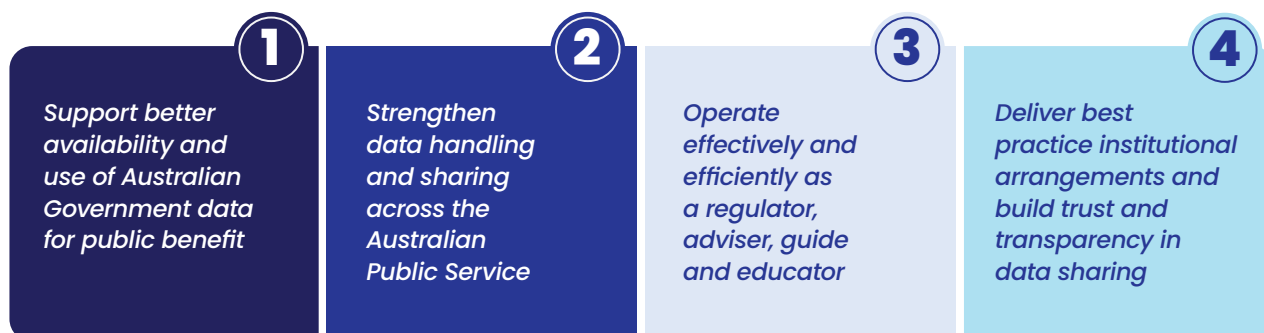 1
Support better
availability and
use of Australian
Government data
for public benefit
2
Strengthen
data handling
and sharing
across the
Australian
Public Service
3
Operate
effectively and
efficiently as
a regulator,
adviser, guide
and educator
4
Deliver best
practice institutional
arrangements and
build trust and
transparency in
data sharing